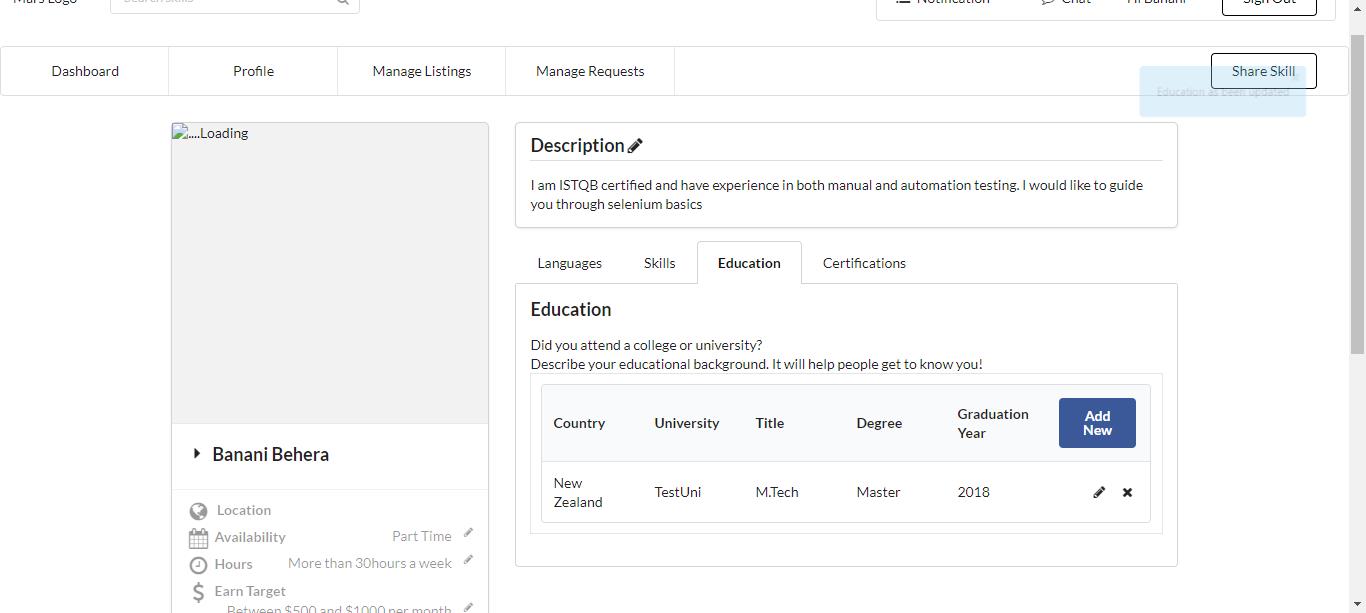 Mars Logo
Search skills
Notification
Chat
Hi Banani
Sign Out
Dashboard
Profile
Manage Listings
Manage Requests
Share Skill
Education as been updated
....Loading
Description
I am ISTQB certified and have experience in both manual and automation testing. I would like to guide
you through selenium basics
Languages
Skills
Education
Certifications
Education
Did you attend a college or university?
Describe your educational background. It will help people get to know you!
Country
University
Title
Degree
Graduation
Year
Add
New
New
Zealand
TestUni
M.Tech
Master
2018
Banani Behera
Location
Availability
Part Time
Hours
More than 30hours a week
Earn Target
Between $500 and $1000 per month